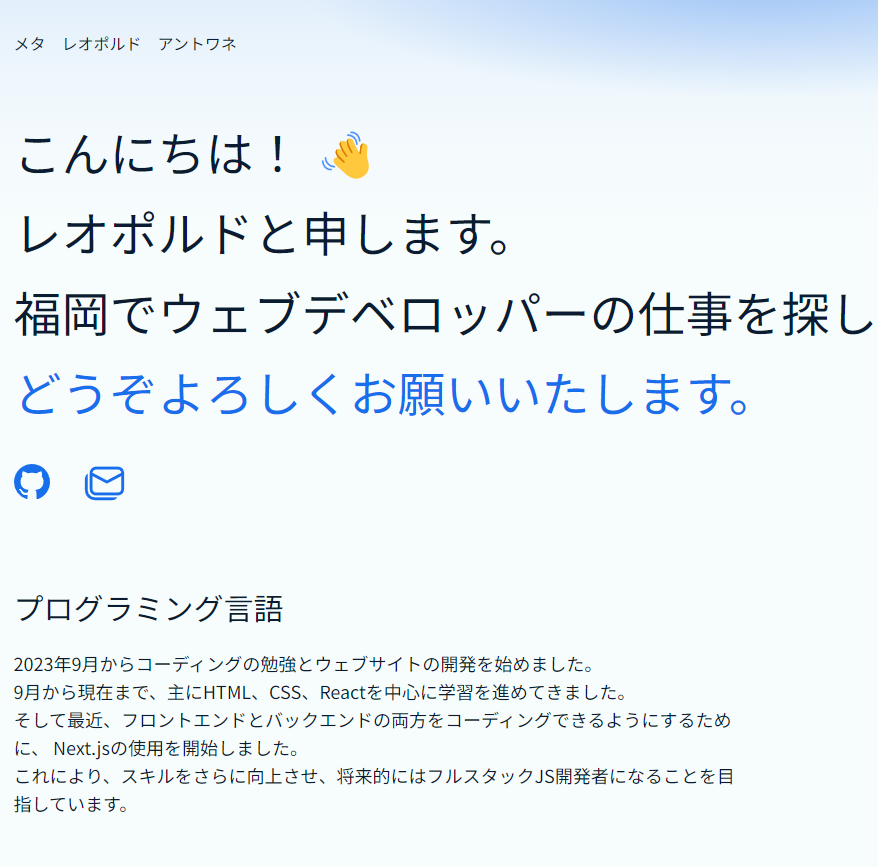 メタ　レオポルド　アントワネ
こんにちは！ 👋
レオポルドと申します。
福岡でウェブデベロッパーの仕事を探し
どうぞよろしくお願いいたします。
プログラミング言語
2023年9月からコーディングの勉強とウェブサイトの開発を始めました。
9月から現在まで、主にHTML、CSS、Reactを中心に学習を進めてきました。
そして最近、フロントエンドとバックエンドの両方をコーディングできるようにするため
に、 Next.jsの使用を開始しました。
これにより、スキルをさらに向上させ、将来的にはフルスタックJS開発者になることを目
指しています。